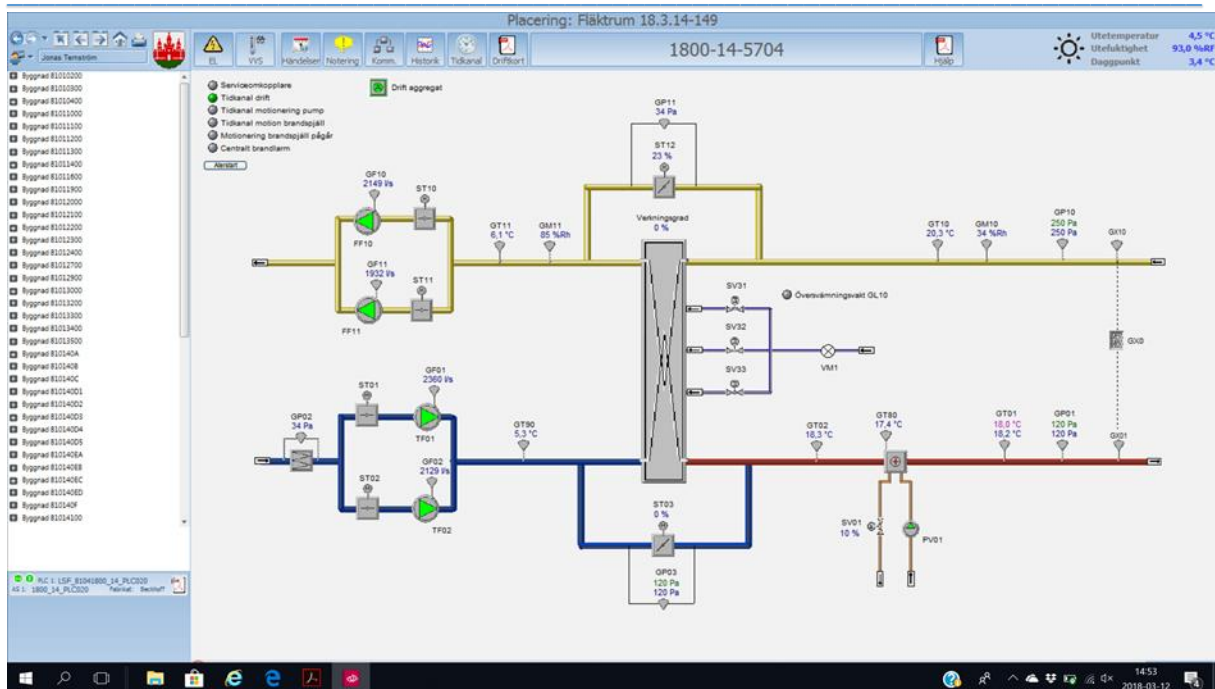 Placering: Fläktrum 18.3.14-149
Jonas Ternström
EL
VVS
Händelser
Notering
Komm.
Historik
Tidkanal
Driftkort
1800-14-5704
Hjälp
Utetemperatur 4,5 °C
Utefuktighet 93,0 %RF
Daggpunkt 3,4 °C
Byggnad 81010200
Byggnad 81010300
Byggnad 81010400
Byggnad 81011000
Byggnad 81011100
Byggnad 81011200
Byggnad 81011300
Byggnad 81011400
Byggnad 81011600
Byggnad 81011900
Byggnad 81012000
Byggnad 81012100
Byggnad 81012200
Byggnad 81012300
Byggnad 81012400
Byggnad 81012700
Byggnad 81012900
Byggnad 81013000
Byggnad 81013200
Byggnad 81013300
Byggnad 81013400
Byggnad 81013500
Byggnad 810140A
Byggnad 810140B
Byggnad 810140C
Byggnad 810140D1
Byggnad 810140D2
Byggnad 810140D3
Byggnad 810140D4
Byggnad 810140D5
Byggnad 810140EA
Byggnad 810140EB
Byggnad 810140EC
Byggnad 810140ED
Byggnad 810140F
Byggnad 81014100
PLC 1: LSF_81041800_14_PLC020
AS 1: 1800_14_PLC020 Fabrikat: Beckhoff
Serviceomkopplare
Tidkanal drift
Tidkanal motionering pump
Tidkanal motion brandspjäll
Motionering brandspjäll pågår
Centralt brandlarm
Återstart
Drift aggregat
GP11
34 Pa
ST12
23 %
GF10
2149 l/s
ST10
FF10
GF11
1932 l/s
ST11
FF11
GT11
6,1 °C
GM11
85 %Rh
Verkningsgrad
0 %
GT10
20,3 °C
GM10
34 %Rh
GP10
250 Pa
250 Pa
GX10
SV31
Översvämningsvakt GL10
SV32
SV33
VM1
GX0
GP02
34 Pa
ST01
GF01
2360 l/s
TF01
ST02
GF02
2129 l/s
TF02
GT90
5,3 °C
GT02
18,3 °C
GT80
17,4 °C
GT01
18,0 °C
18,2 °C
GP01
120 Pa
120 Pa
GX01
ST03
0 %
GP03
120 Pa
120 Pa
SV01
10 %
PV01
14:53
2018-03-12